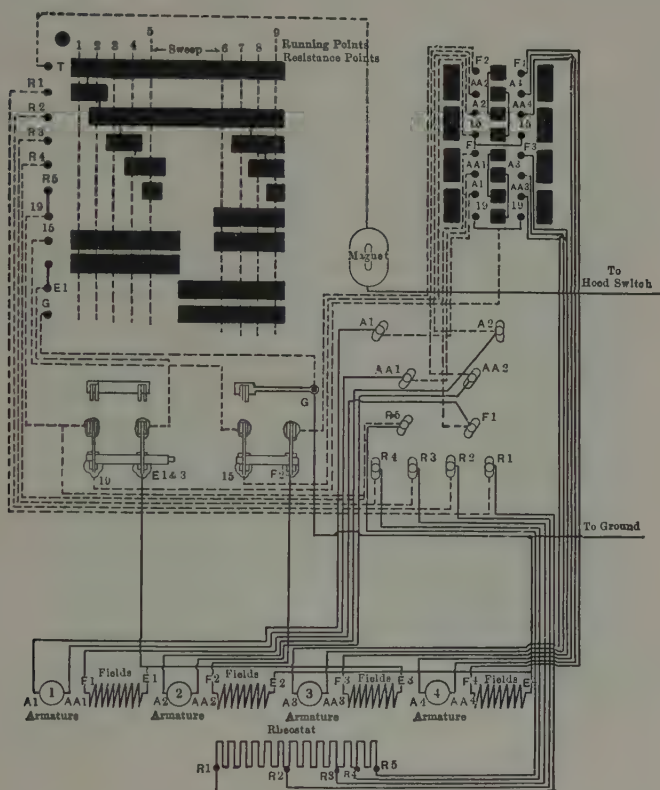 1 2 3 4 5 Sweep 6 7 8 9 Running Points
Resistance Points
T
R1
R2
R3
R4
R5
19
15
E1
G
F2 F1
AA2 A4
A2 AA4
15 15
F
AA1 A3 F3
A1 AA3
19 19
Magnet
To
Hood Switch
A1 A2
AA1 AA2
R5 F1
R4 R3 R2 R1
G
19 E1&3 15 F2
To Ground
A1 1 AA1 F1 Fields E1 A2 2 AA2 F2 Fields E2 A3 3 AA3 F3 Fields E3 A4 4 AA4 F4 Fields E
Armature Armature Armature Armature
Rheostat
R1 R2 R3 R4 R5